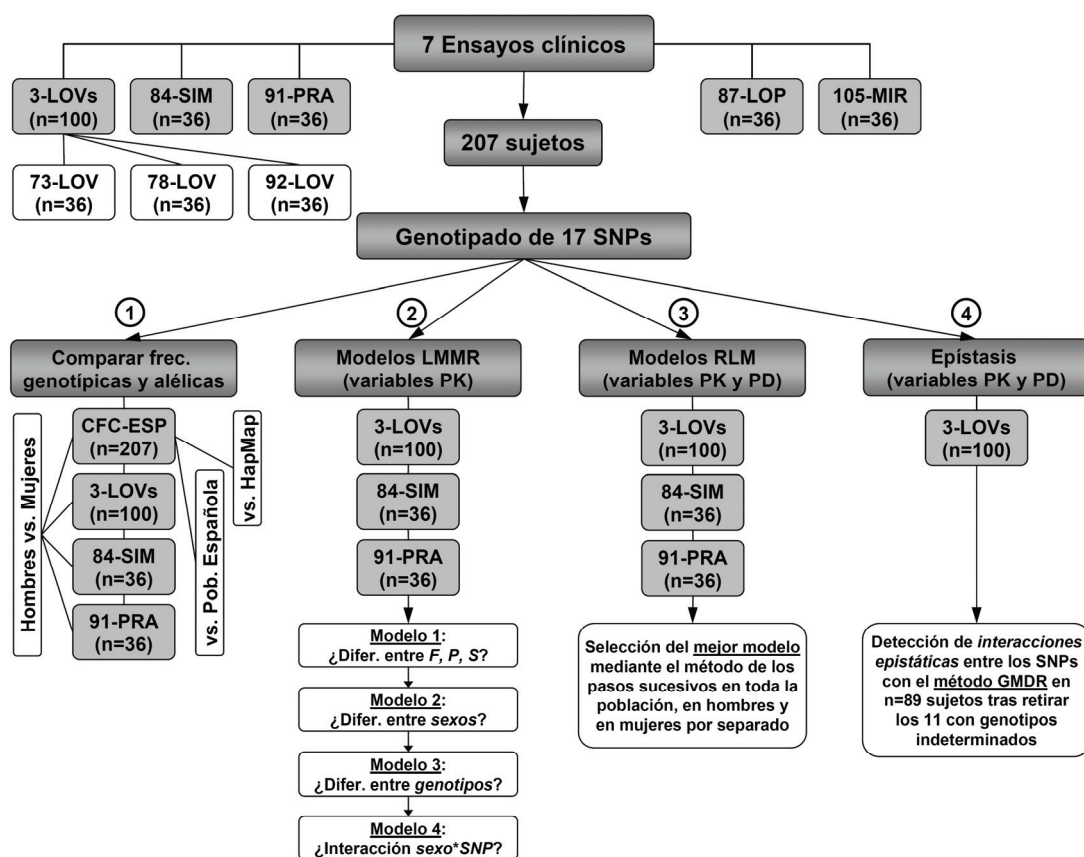 7 Ensayos clínicos
3-LOVs
(n=100)
84-SIM
(n=36)
91-PRA
(n=36)
87-LOP
(n=36)
105-MIR
(n=36)
207 sujetos
73-LOV
(n=36)
78-LOV
(n=36)
92-LOV
(n=36)
Genotipado de 17 SNPs
1
Comparar frec.
genotípicas y alélicas
Hombres vs. Mujeres
CFC-ESP
(n=207)
3-LOVs
(n=100)
84-SIM
(n=36)
91-PRA
(n=36)
vs. Pob. Española
vs. HapMap
2
Modelos LMMR
(variables PK)
3-LOVs
(n=100)
84-SIM
(n=36)
91-PRA
(n=36)
Modelo 1:
¿Difer. entre F, P, S?
Modelo 2:
¿Difer. entre sexos?
Modelo 3:
¿Difer. entre genotipos?
Modelo 4:
¿Interacción sexo*SNP?
3
Modelos RLM
(variables PK y PD)
3-LOVs
(n=100)
84-SIM
(n=36)
91-PRA
(n=36)
Selección del mejor modelo
mediante el método de los
pasos sucesivos en toda la
población, en hombres y
en mujeres por separado
4
Epístasis
(variables PK y PD)
3-LOVs
(n=100)
Detección de interacciones
epistáticas entre los SNPs
con el método GMDR en
n=89 sujetos tras retirar
los 11 con genotipos
indeterminados